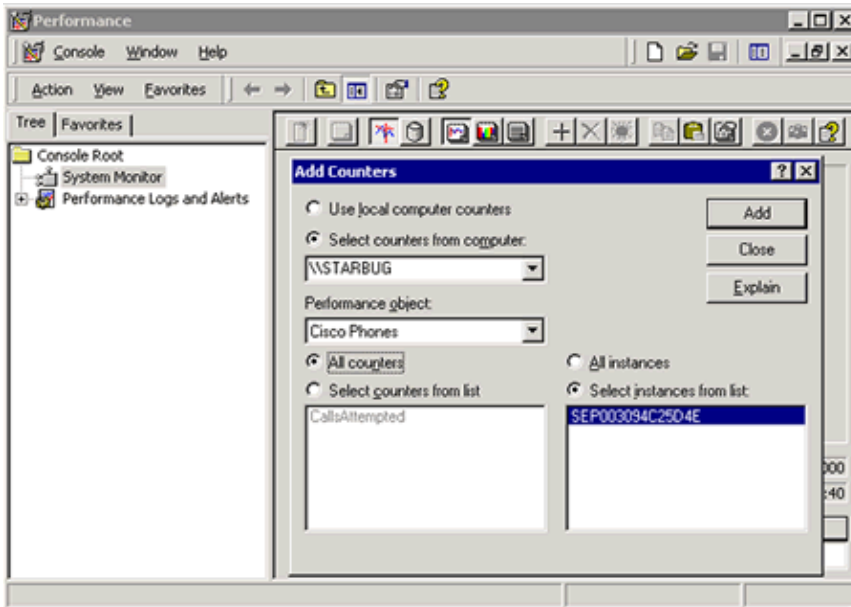 Performance
Console Window Help
Action View Favorites
Tree Favorites
Console Root
System Monitor
Performance Logs and Alerts
Add Counters
Use local computer counters
Select counters from computer:
\\STARBUG
Performance object:
Cisco Phones
All counters
Select counters from list
CallsAttempted
All instances
Select instances from list:
SEP003094C25D4E
Add
Close
Explain
000
:40